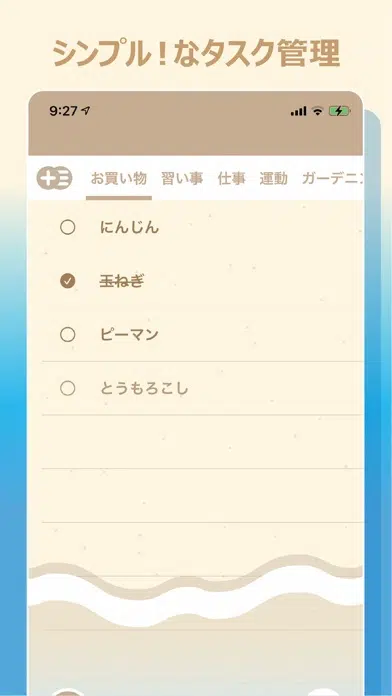 シンプル！なタスク管理
9:27
お買い物 習い事 仕事 運動 ガーデニン
にんじん
玉ねぎ
ピーマン
とうもろこし